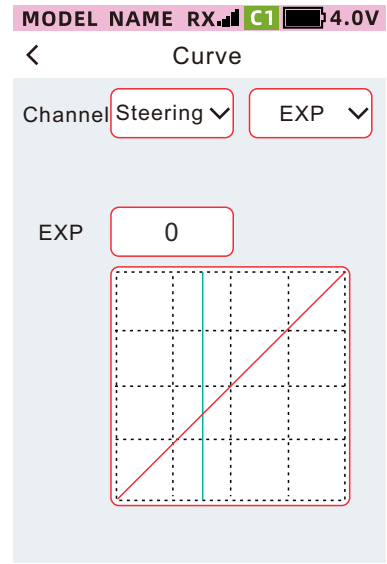 MODEL NAME RX C1 4.0V
Curve
Channel Steering EXP
EXP 0